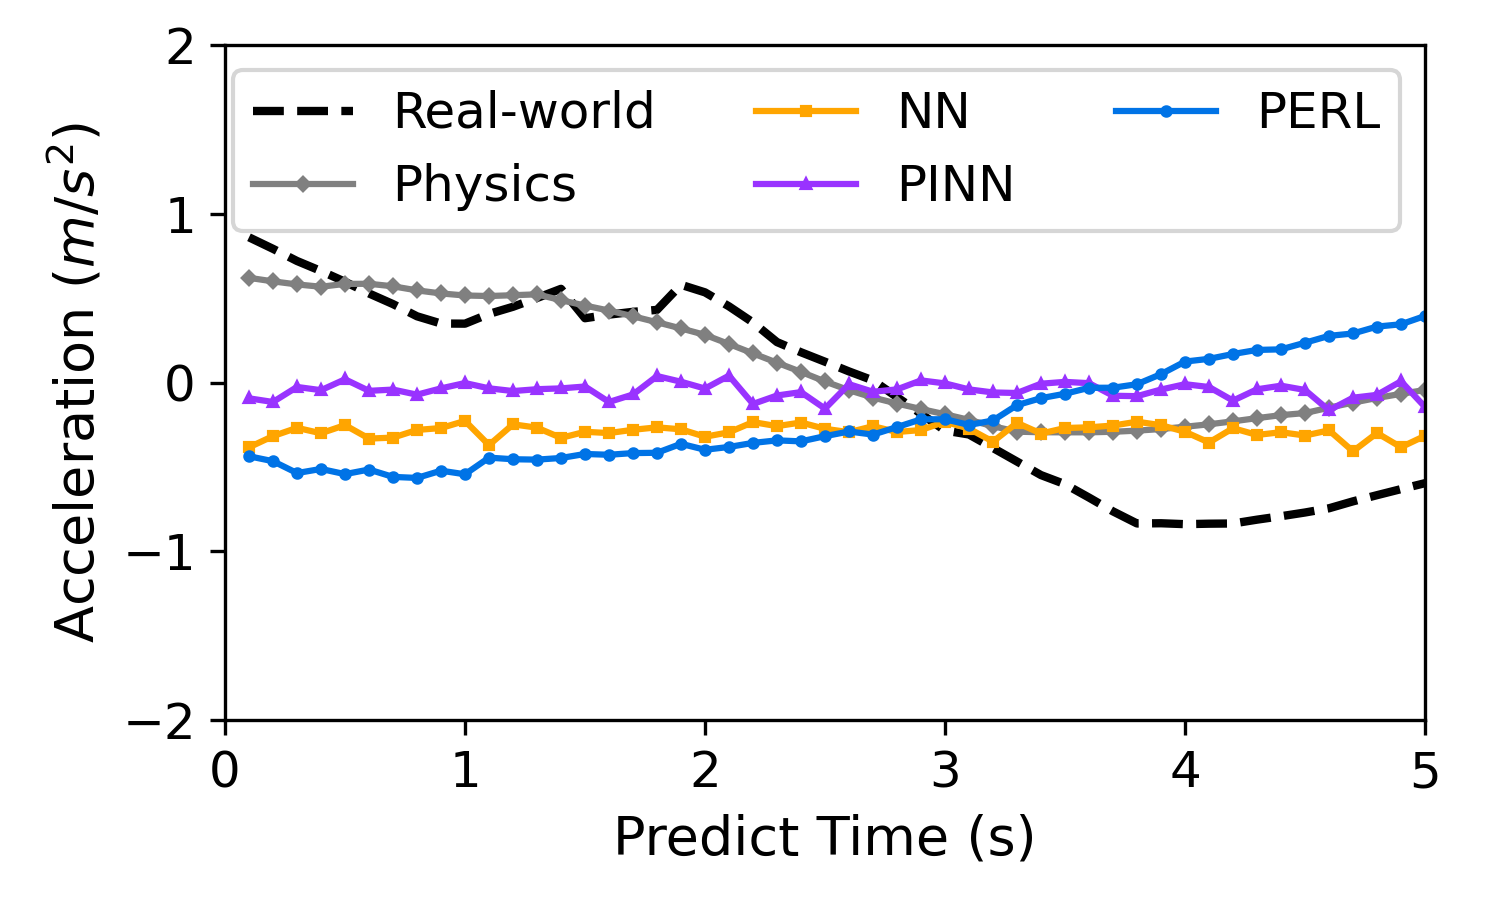 2
Real-world NN PERL
Physics PINN
1
0
−1
−2
0 1 2 3 4 5
Predict Time (s)
Acceleration (m/s²)